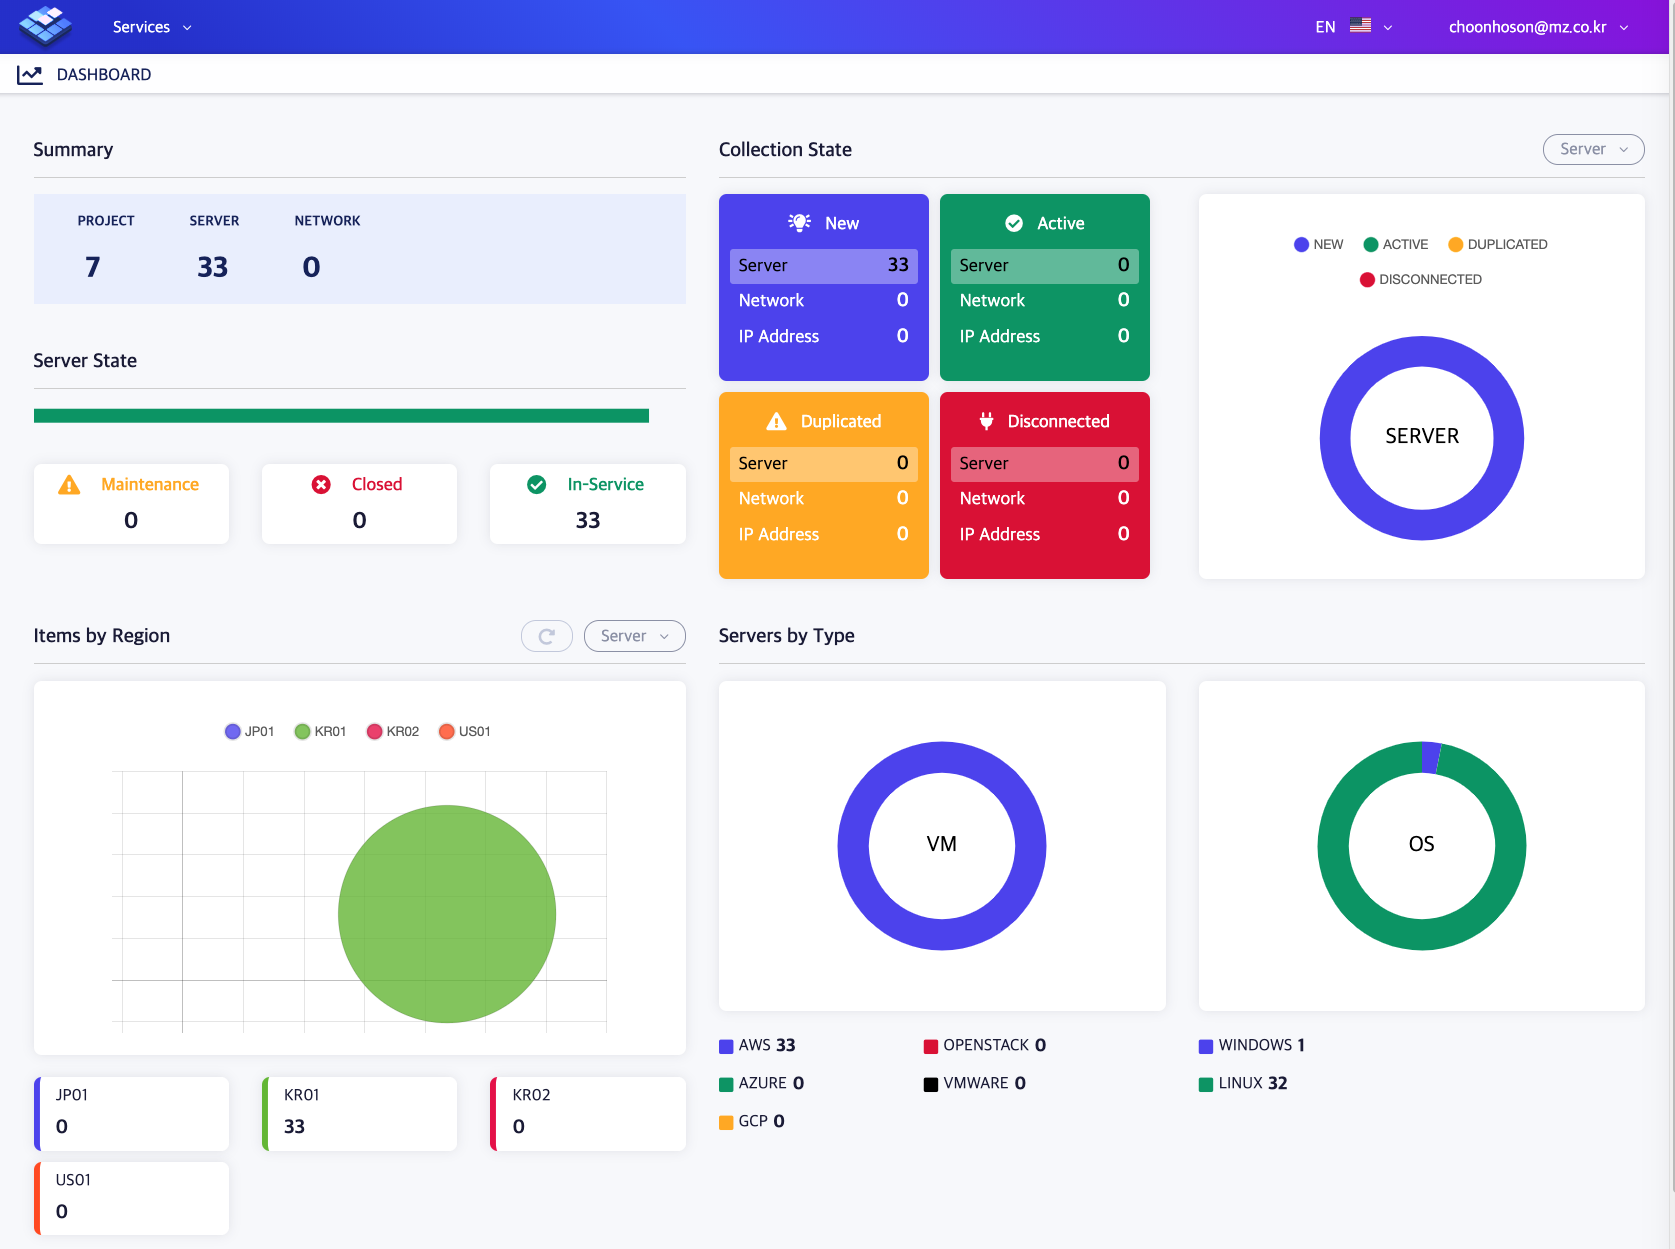 Services
EN
choonhoson@mz.co.kr
DASHBOARD
Summary
PROJECT SERVER NETWORK
7 33 0
Server State
Maintenance
0
Closed
0
In-Service
33
Collection State
Server
New
Server 33
Network 0
IP Address 0
Active
Server 0
Network 0
IP Address 0
Duplicated
Server 0
Network 0
IP Address 0
Disconnected
Server 0
Network 0
IP Address 0
NEW ACTIVE DUPLICATED
DISCONNECTED
SERVER
Items by Region
Server
JP01 KR01 KR02 US01
JP01
0
KR01
33
KR02
0
US01
0
Servers by Type
VM
AWS 33 OPENSTACK 0
AZURE 0 VMWARE 0
GCP 0
OS
WINDOWS 1
LINUX 32